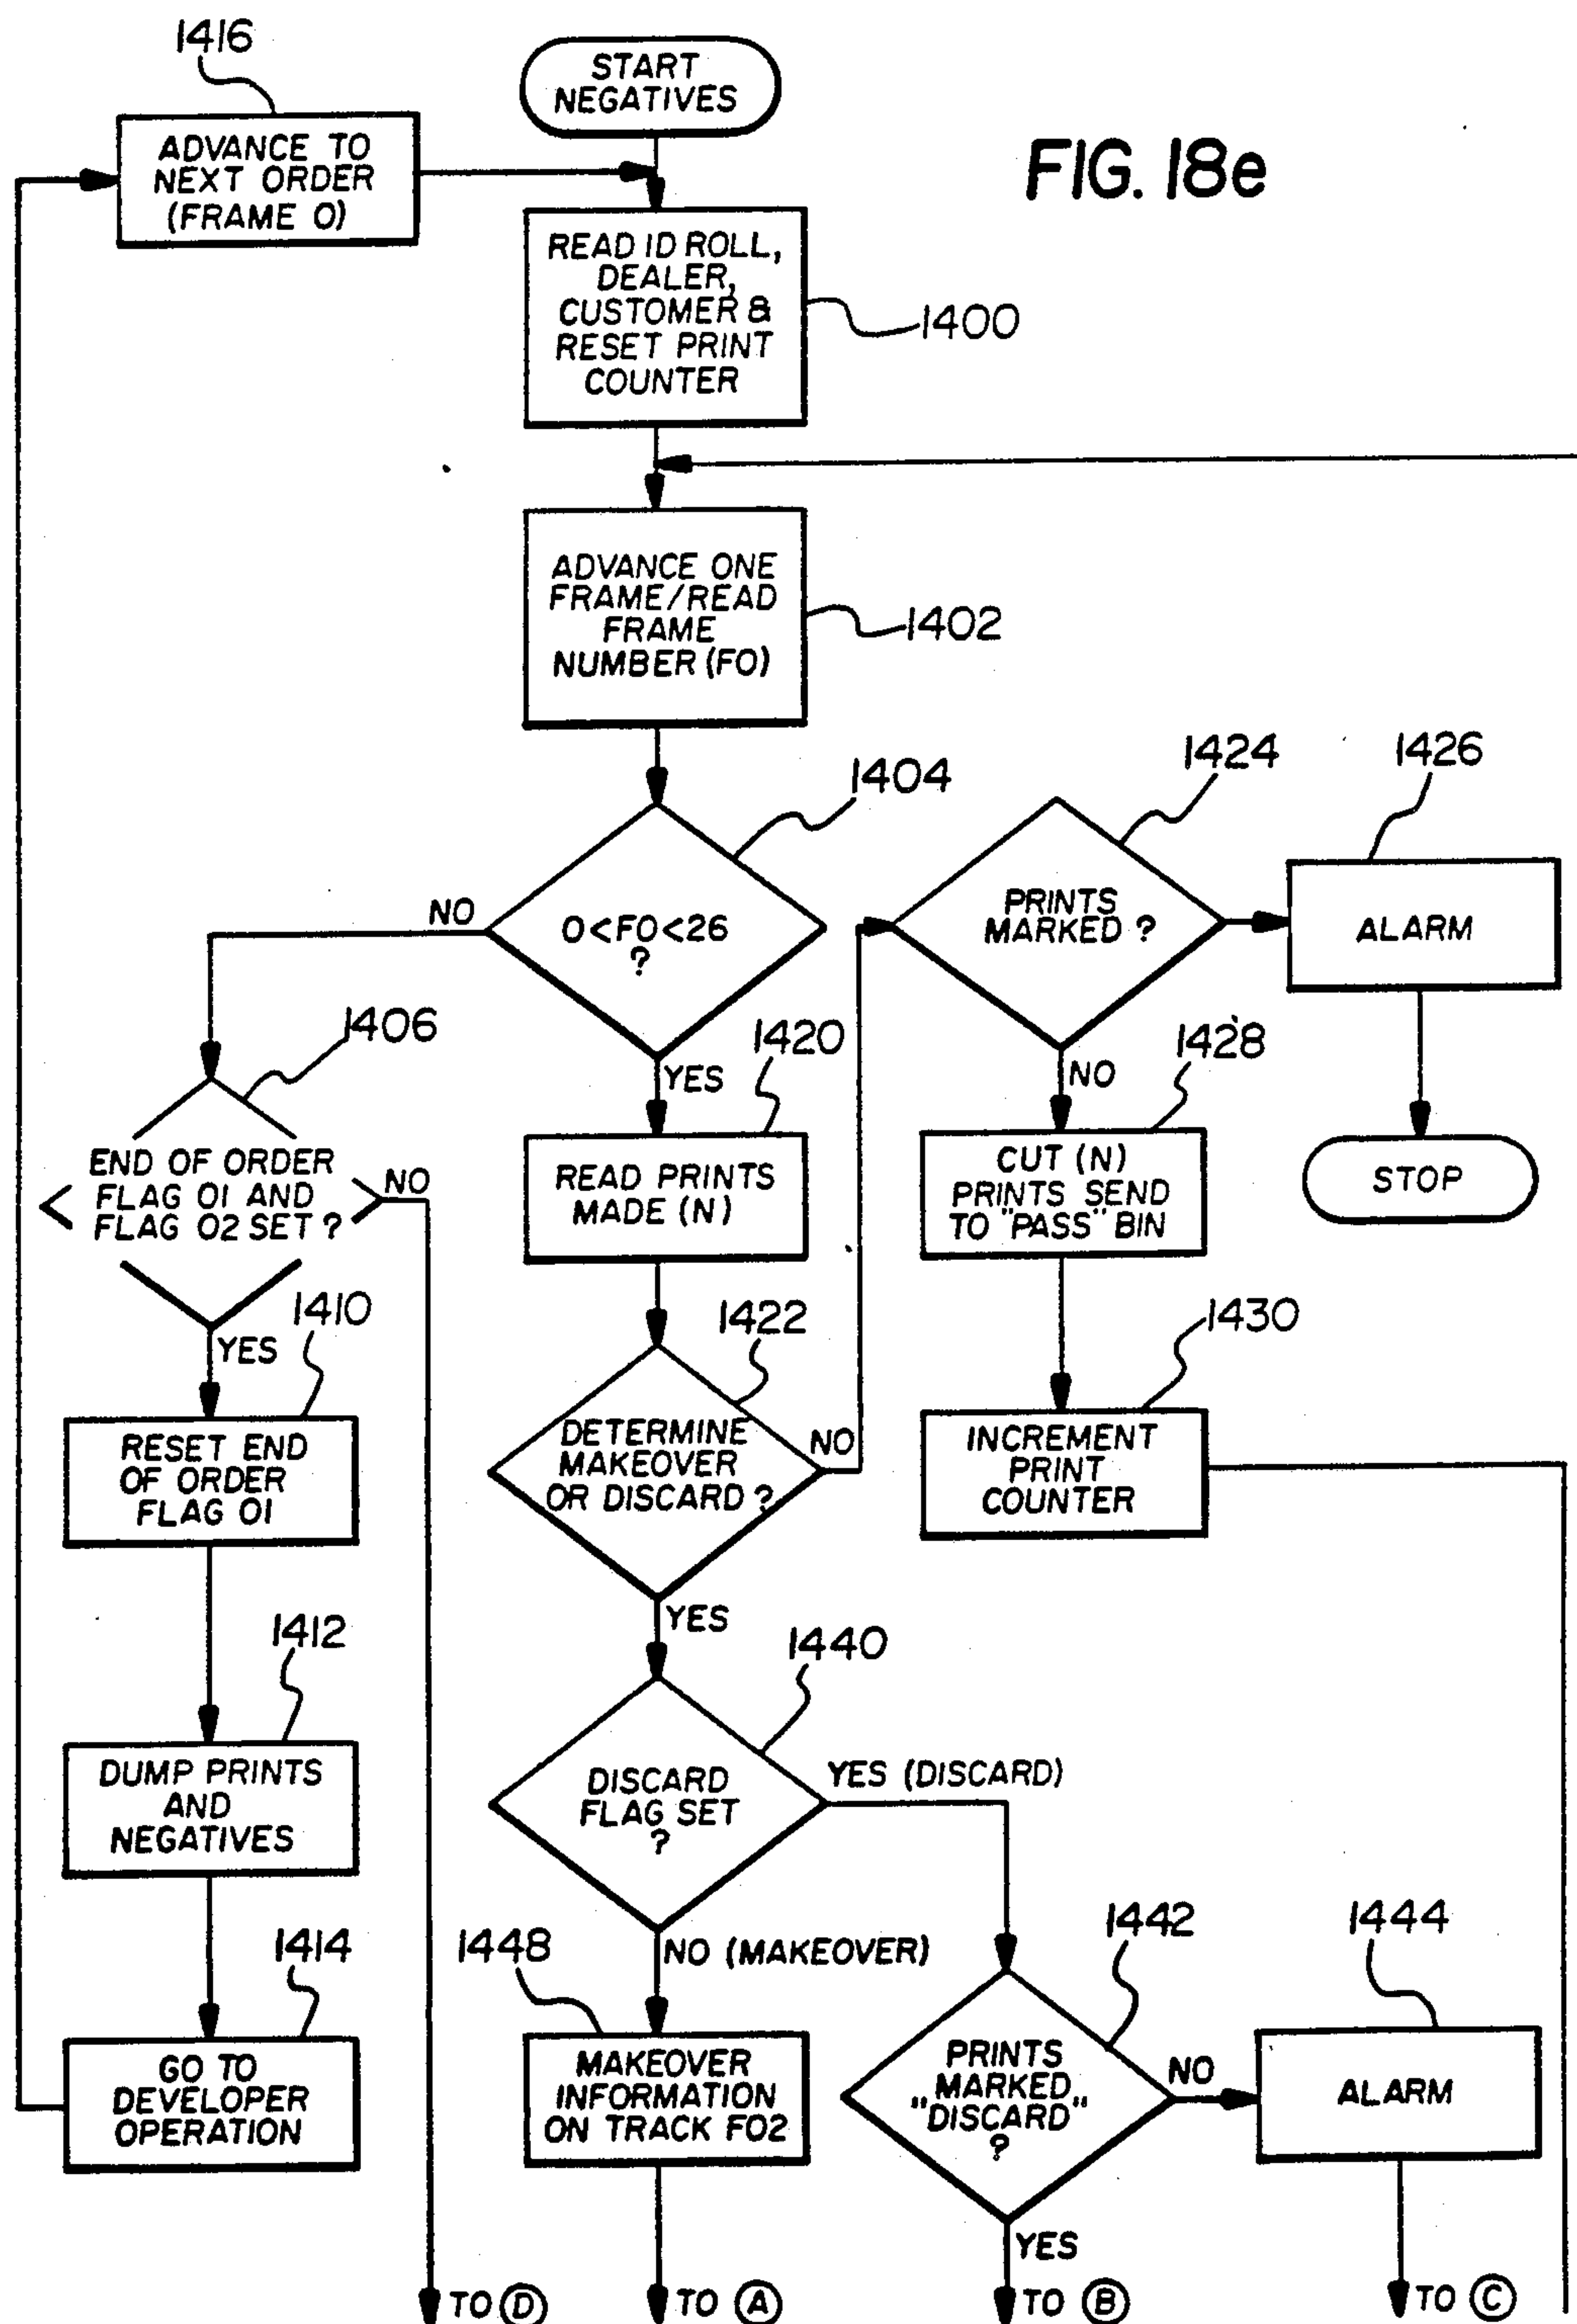 1416
START
NEGATIVES
FIG. 18e
ADVANCE TO
NEXT ORDER
(FRAME 0)
READ ID ROLL,
DEALER,
CUSTOMER &
RESET PRINT
COUNTER
1400
ADVANCE ONE
FRAME/READ
FRAME
NUMBER (FO)
1402
1404
1424
1426
NO
0<FO<26
?
PRINTS
MARKED ?
ALARM
1406
YES
1420
NO
1428
END OF ORDER
FLAG 01 AND
FLAG 02 SET ?
NO
READ PRINTS
MADE (N)
CUT (N)
PRINTS SEND
TO "PASS" BIN
STOP
YES
1410
1422
1430
RESET END
OF ORDER
FLAG 01
DETERMINE
MAKEOVER
OR DISCARD ?
NO
INCREMENT
PRINT
COUNTER
YES
1412
1440
DUMP PRINTS
AND
NEGATIVES
DISCARD
FLAG SET
?
YES (DISCARD)
1414
1448
NO (MAKEOVER)
1442
1444
GO TO
DEVELOPER
OPERATION
MAKEOVER
INFORMATION
ON TRACK FO2
PRINTS
MARKED
"DISCARD"
?
NO
ALARM
YES
TO D
TO A
TO B
TO C